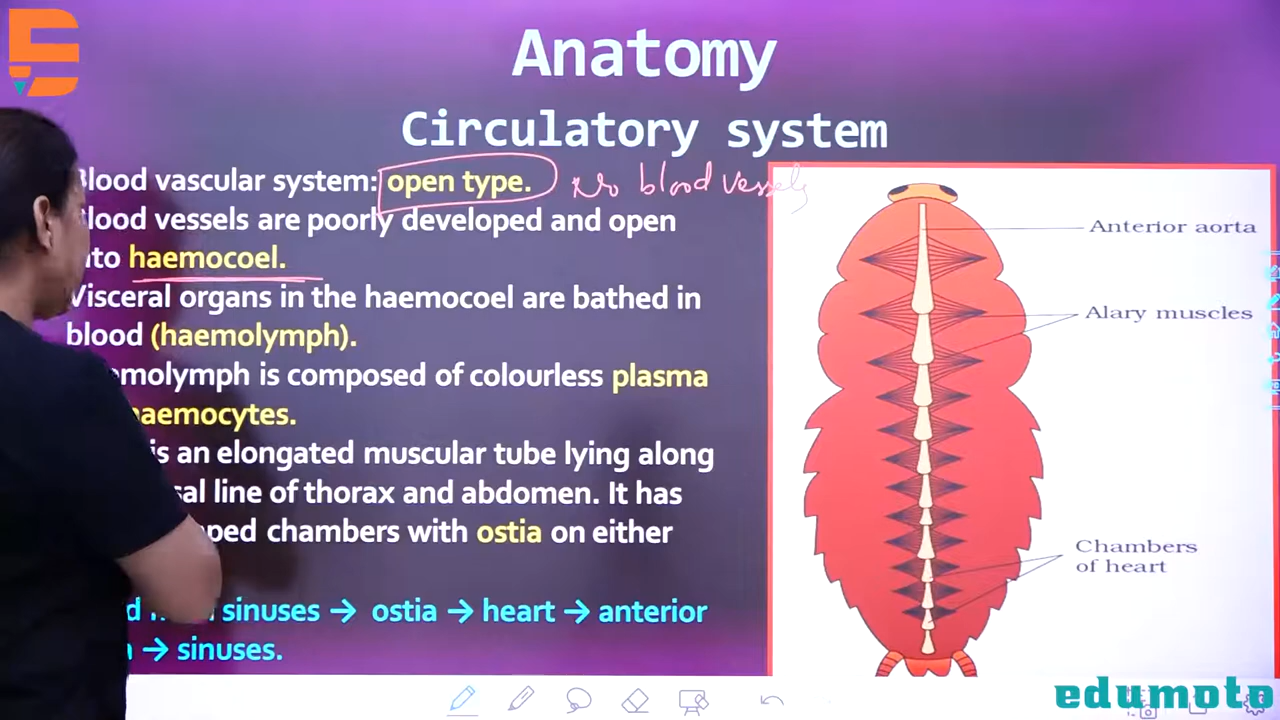 Anatomy
Circulatory system
Blood vascular system: open type. No blood vessels
Blood vessels are poorly developed and open
into haemocoel.
Visceral organs in the haemocoel are bathed in
blood (haemolymph).
Haemolymph is composed of colourless plasma
haemocytes.
is an elongated muscular tube lying along
line of thorax and abdomen. It has
chambers with ostia on either
sinuses → ostia → heart → anterior
→ sinuses.
Anterior aorta
Alary muscles
Chambers
of heart
edumoto